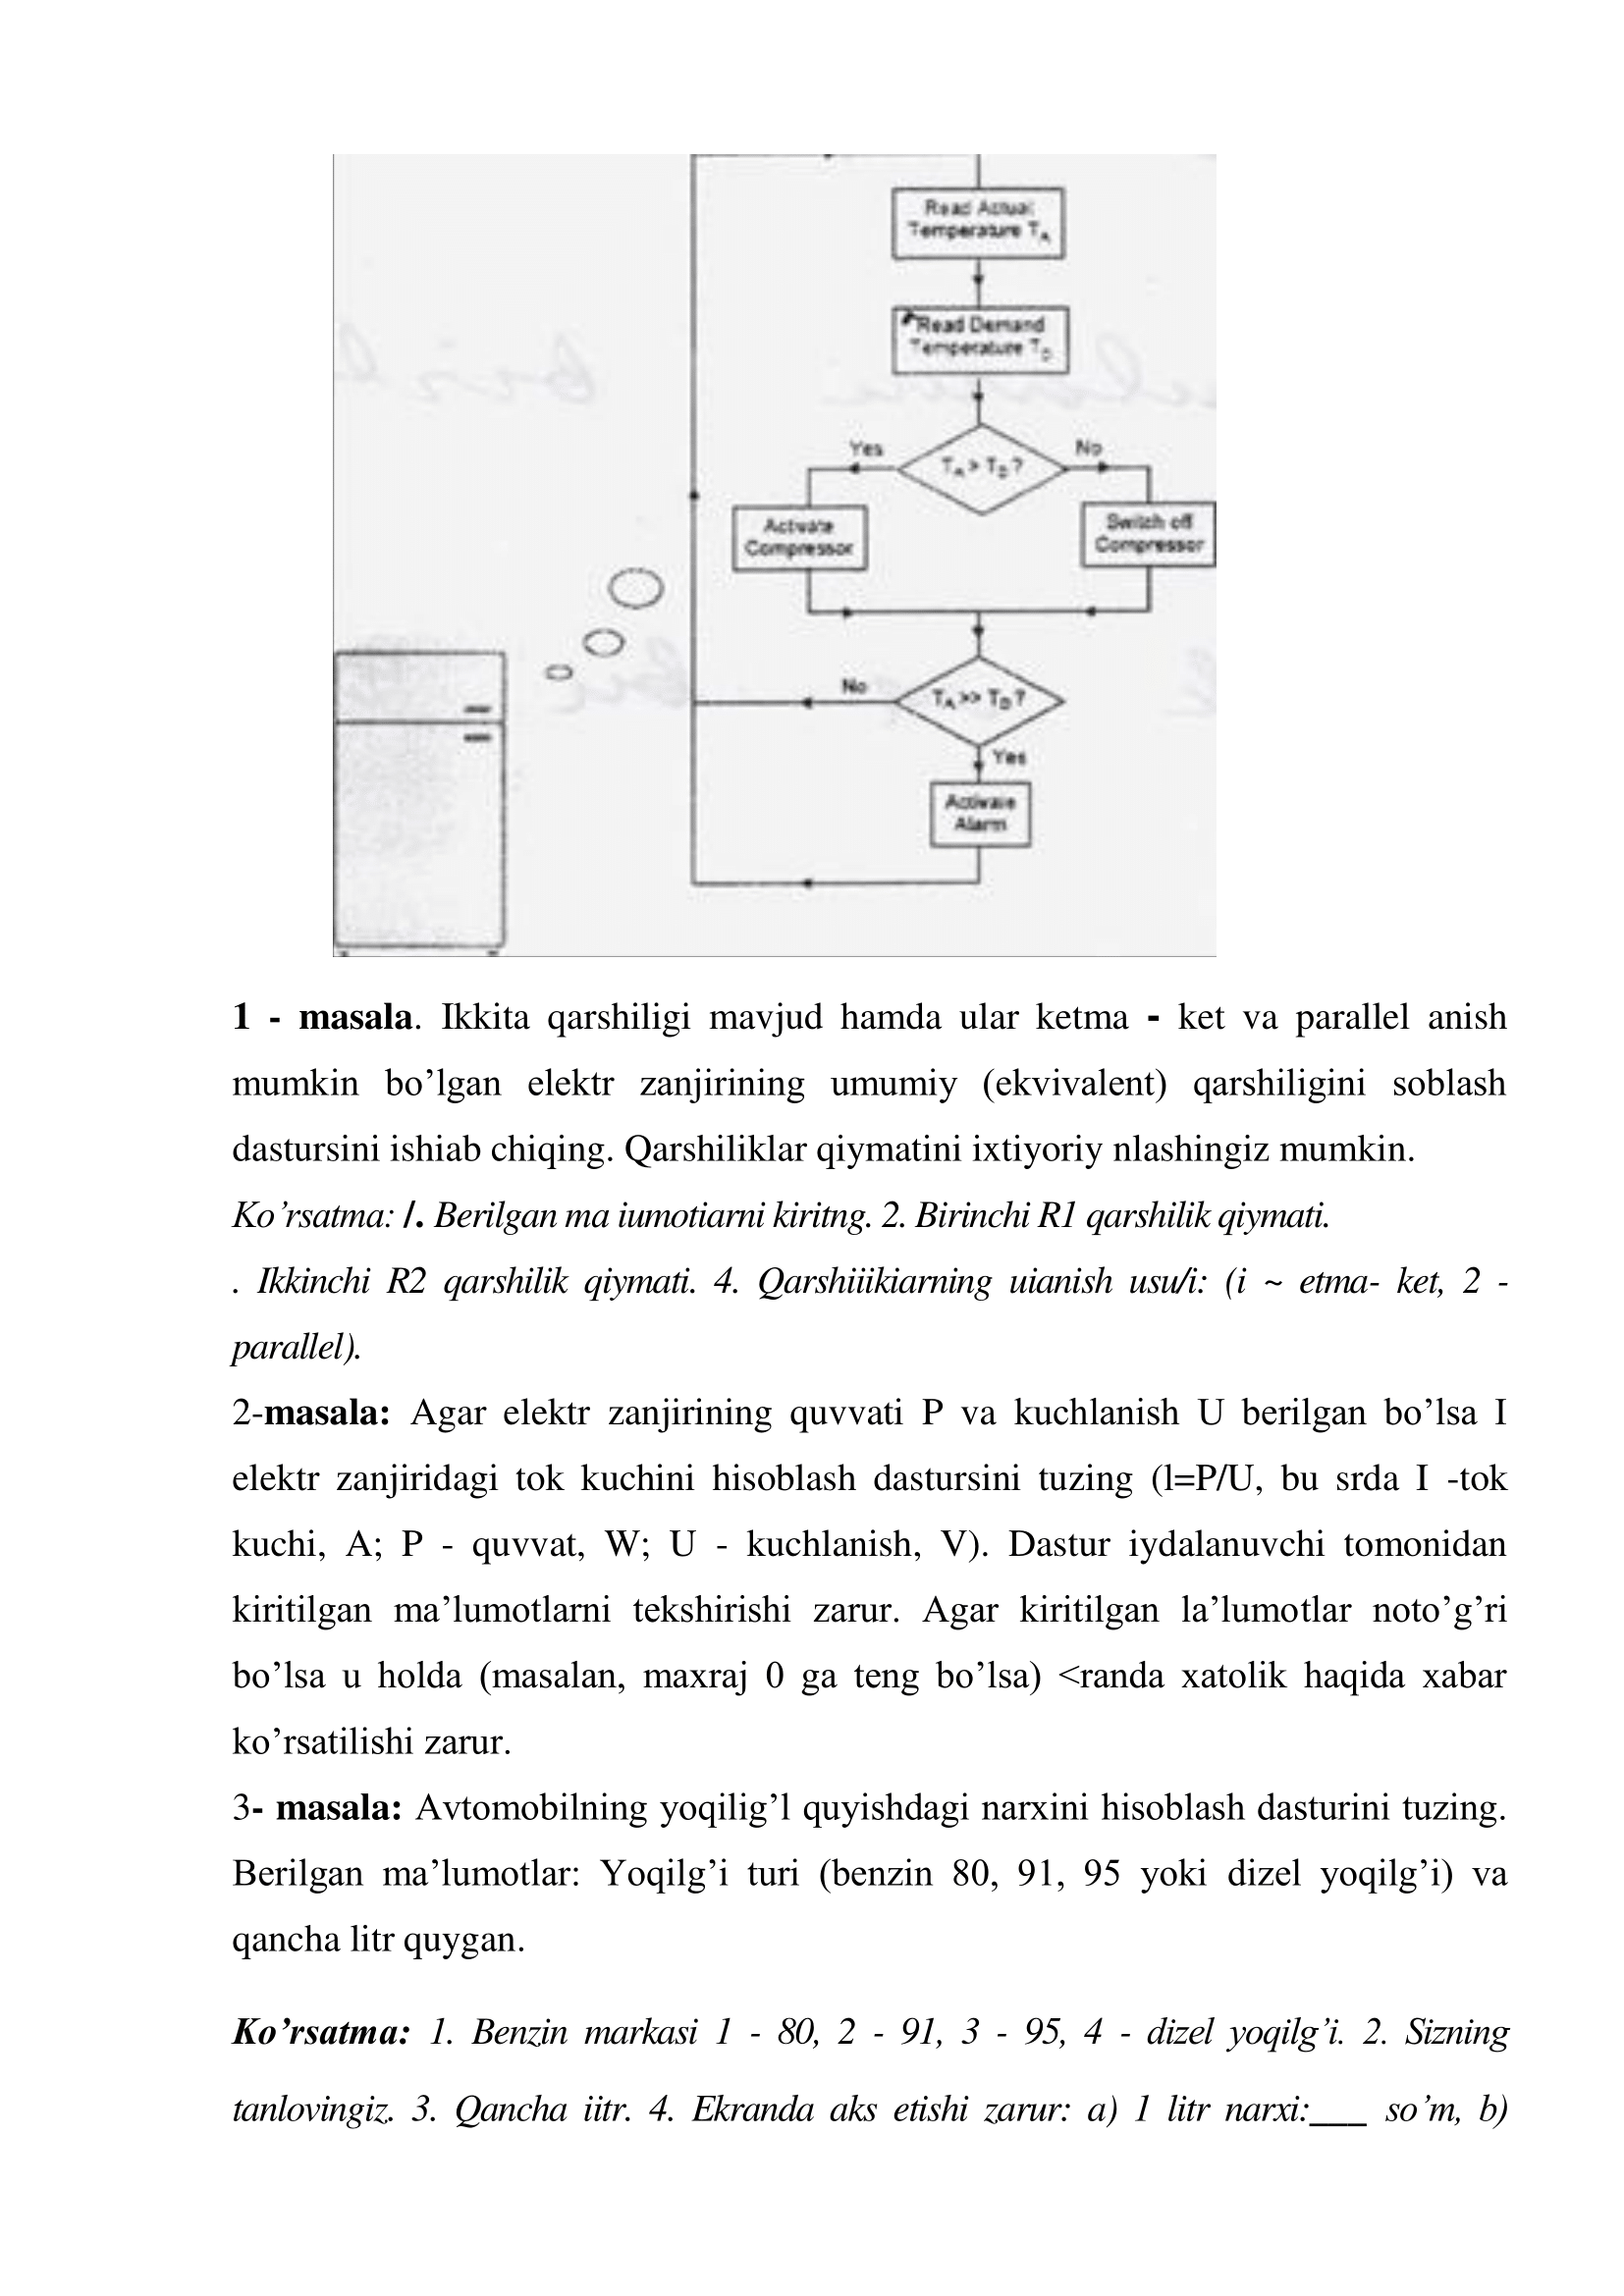 Read Actual
Temperature TA
Read Demand
Temperature TD
Yes
TA > TD ?
No
Activate
Compressor
Switch off
Compressor
No
TA >> TD ?
Yes
Activate
Alarm
1 - masala. Ikkita qarshiligi mavjud hamda ular ketma - ket va parallel anish
mumkin bo’lgan elektr zanjirining umumiy (ekvivalent) qarshiligini soblash
dastursini ishiab chiqing. Qarshiliklar qiymatini ixtiyoriy nlashingiz mumkin.
Ko’rsatma: /. Berilgan ma iumotiarni kiritng. 2. Birinchi R1 qarshilik qiymati.
. Ikkinchi R2 qarshilik qiymati. 4. Qarshiiikiarning uianish usu/i: (i ~ etma- ket, 2 -
parallel).
2-masala: Agar elektr zanjirining quvvati P va kuchlanish U berilgan bo’lsa I
elektr zanjiridagi tok kuchini hisoblash dastursini tuzing (l=P/U, bu srda I -tok
kuchi, A; P - quvvat, W; U - kuchlanish, V). Dastur iydalanuvchi tomonidan
kiritilgan ma’lumotlarni tekshirishi zarur. Agar kiritilgan la’lumotlar noto’g’ri
bo’lsa u holda (masalan, maxraj 0 ga teng bo’lsa) <randa xatolik haqida xabar
ko’rsatilishi zarur.
3- masala: Avtomobilning yoqilig’l quyishdagi narxini hisoblash dasturini tuzing.
Berilgan ma’lumotlar: Yoqilg’i turi (benzin 80, 91, 95 yoki dizel yoqilg’i) va
qancha litr quygan.
Ko’rsatma: 1. Benzin markasi 1 - 80, 2 - 91, 3 - 95, 4 - dizel yoqilg’i. 2. Sizning
tanlovingiz. 3. Qancha iitr. 4. Ekranda aks etishi zarur: a) 1 litr narxi:___ so’m, b)